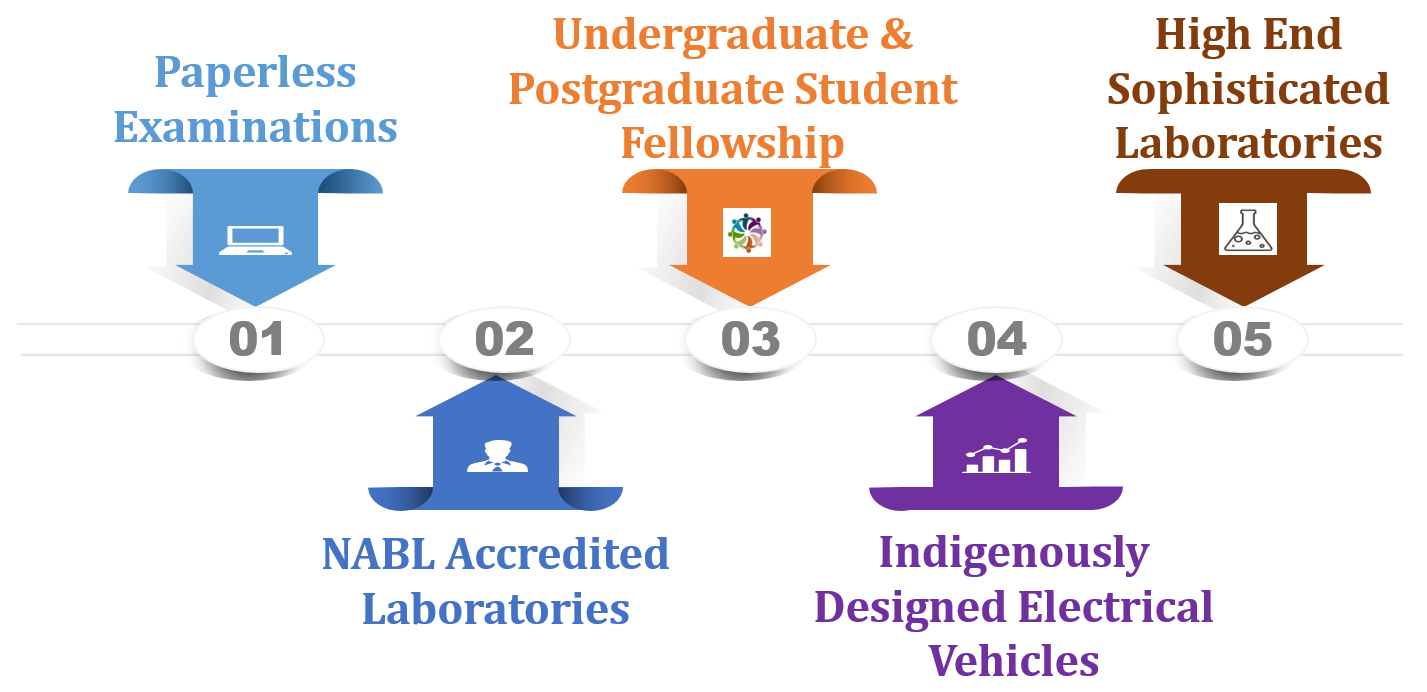 Paperless
Examinations
01
NABL Accredited
Laboratories
02
Undergraduate &
Postgraduate Student
Fellowship
03
Indigenously
Designed Electrical
Vehicles
04
High End
Sophisticated
Laboratories
05